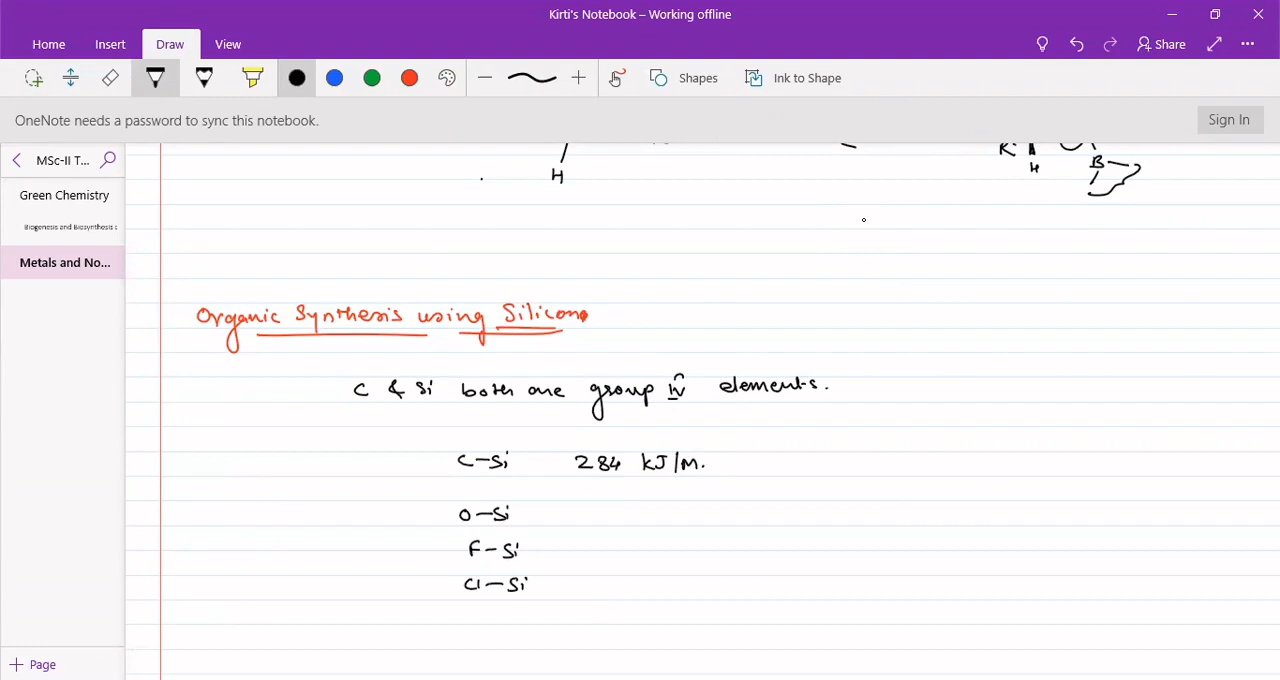 Kirti's Notebook – Working offline
Home Insert Draw View
Share
Shapes Ink to Shape
OneNote needs a password to sync this notebook. Sign In
MSc-II T...
Green Chemistry
Biogenesis and Biosynthesis
Metals and No...
H
R H
B
Organic Synthesis using Silicon
C & Si both are group IV elements.
C-Si 284 kJ/M.
O-Si
F-Si
Cl-Si
Page